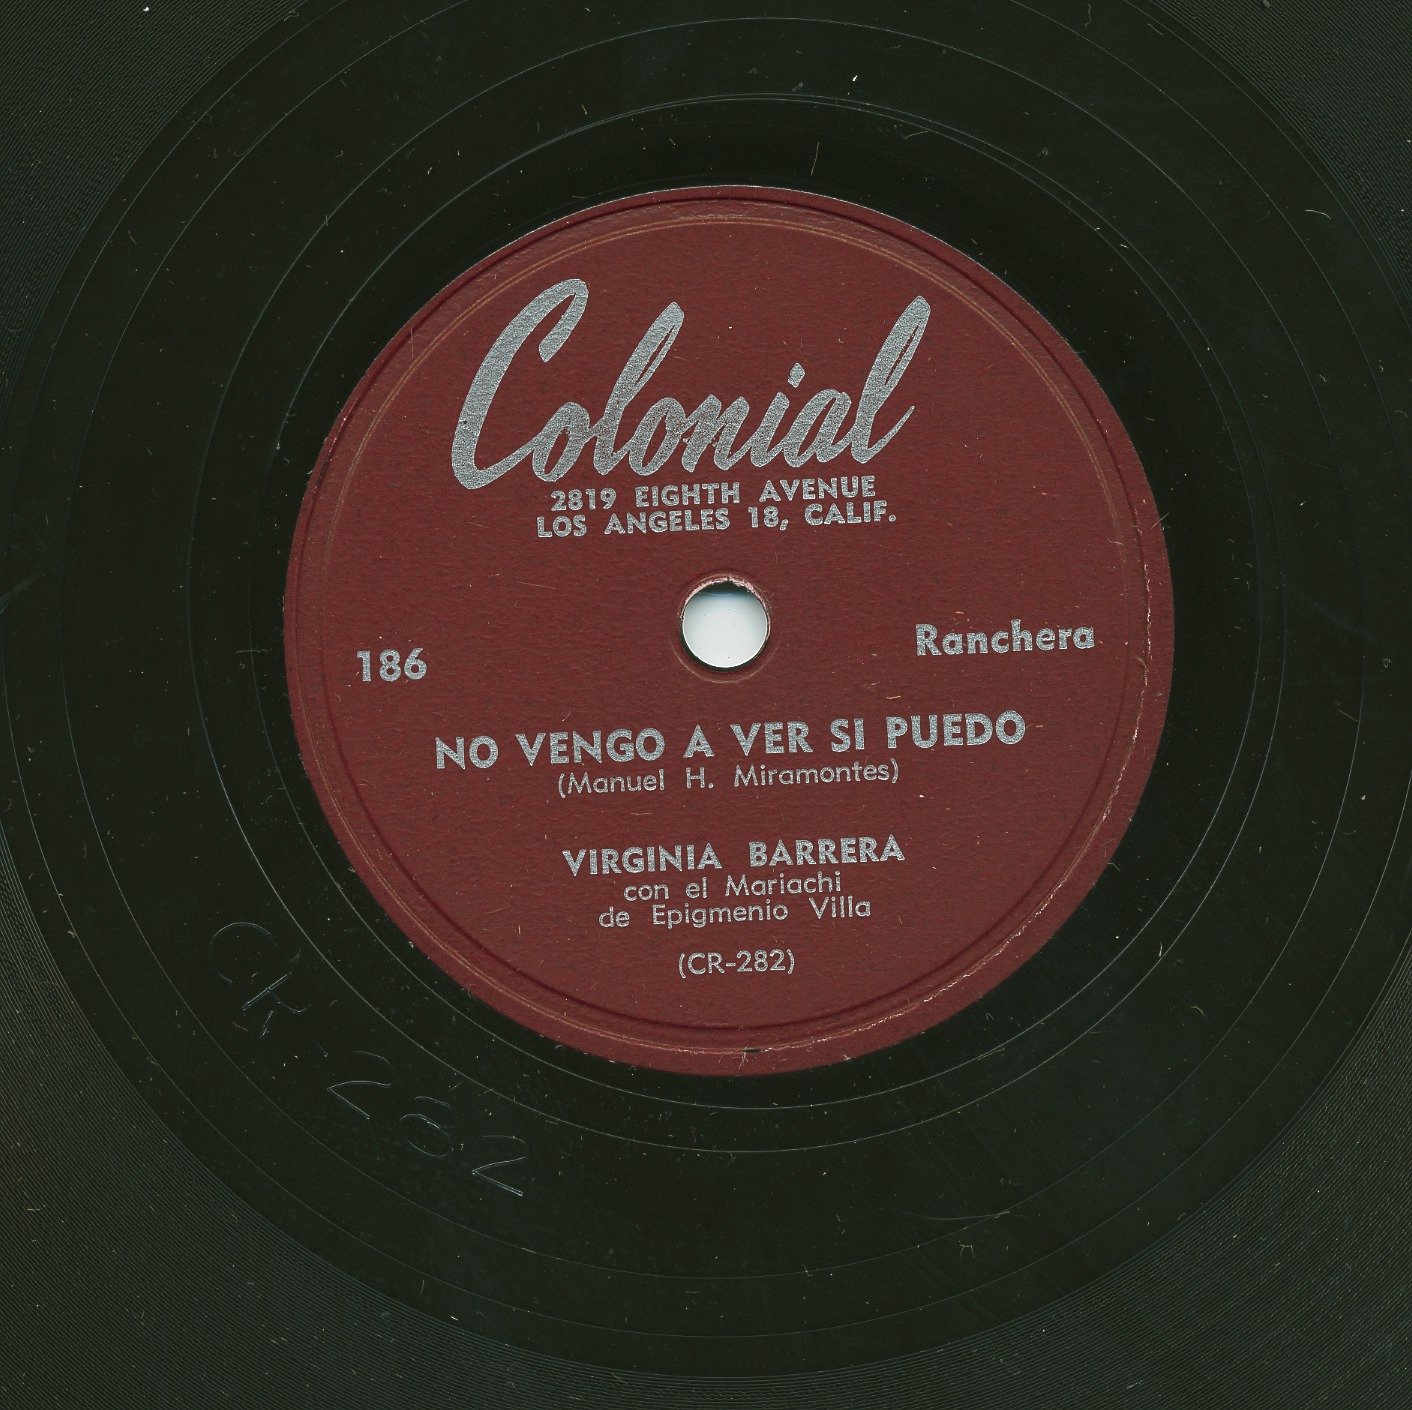 Colonial
2819 EIGHTH AVENUE
LOS ANGELES 18, CALIF.
186
Ranchera
NO VENGO A VER SI PUEDO
(Manuel H. Miramontes)
VIRGINIA BARRERA
con el Mariachi
de Epigmenio Villa
(CR-282)
CR-282